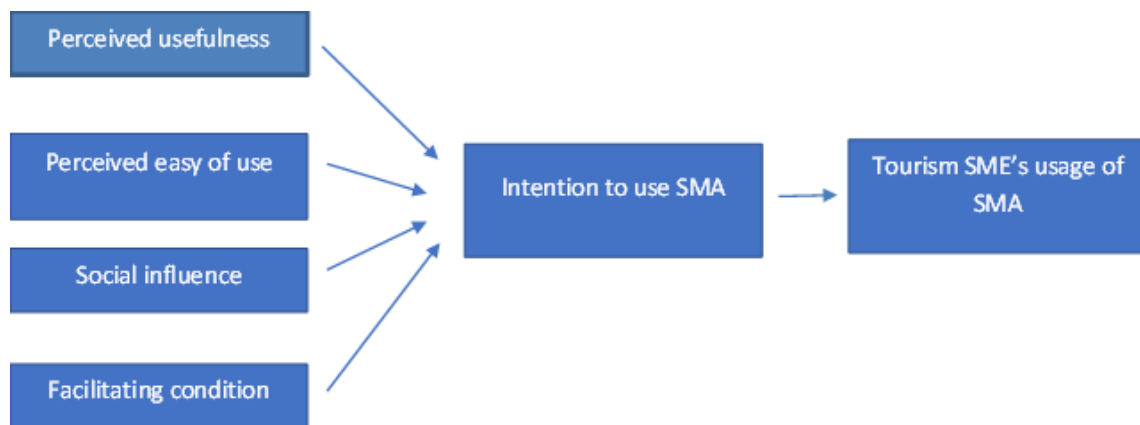 Perceived usefulness
Perceived easy of use
Social influence
Facilitating condition
Intention to use SMA
Tourism SME's usage of
SMA